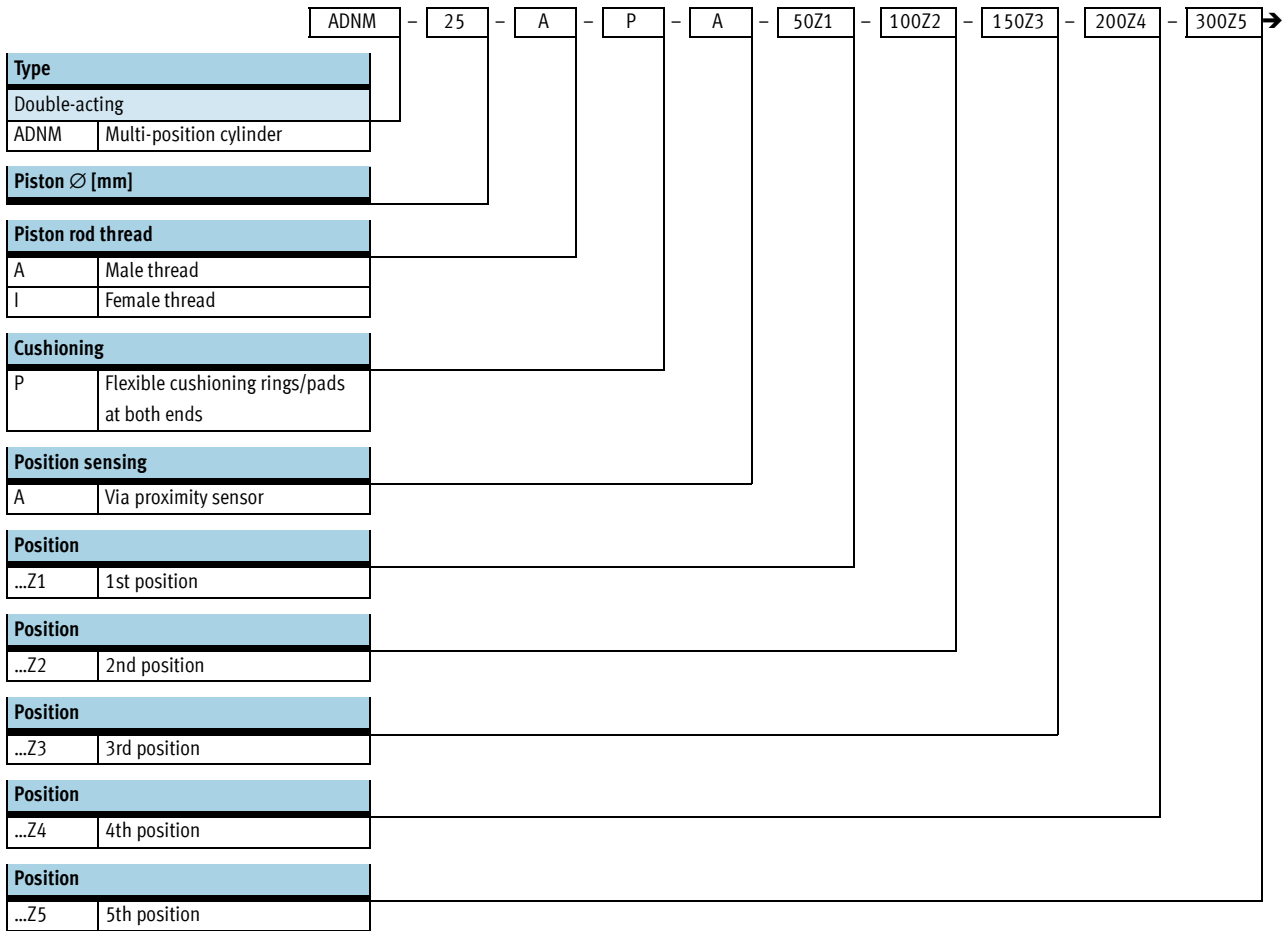 ADNM – 25 – A – P – A – 50Z1 – 100Z2 – 150Z3 – 200Z4 – 300Z5 ➔
Type
Double-acting
ADNM Multi-position cylinder
Piston ∅ [mm]
Piston rod thread
A Male thread
I Female thread
Cushioning
P Flexible cushioning rings/pads
at both ends
Position sensing
A Via proximity sensor
Position
...Z1 1st position
Position
...Z2 2nd position
Position
...Z3 3rd position
Position
...Z4 4th position
Position
...Z5 5th position